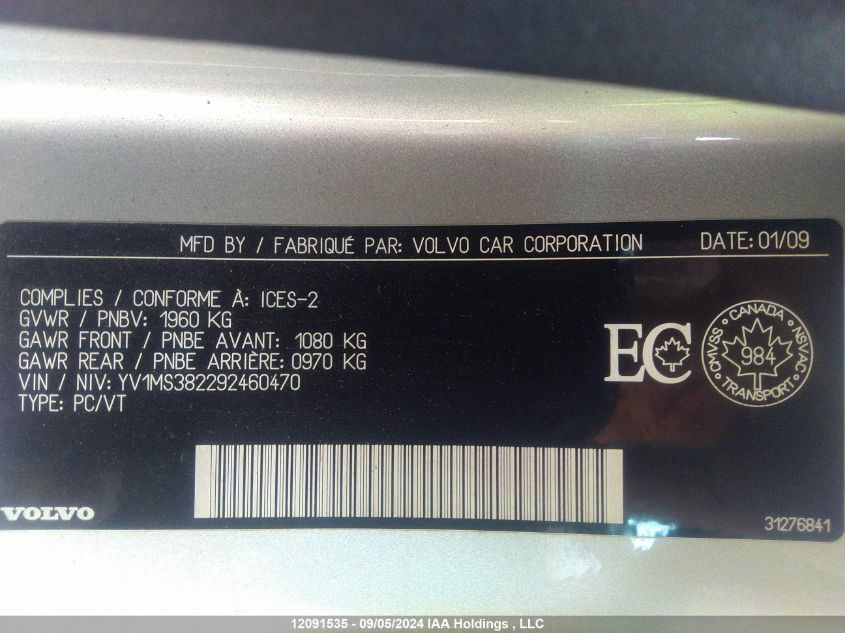 MFD BY / FABRIQUÉ PAR: VOLVO CAR CORPORATION DATE: 01/09
COMPLIES / CONFORME À: ICES-2
GVWR / PNBV: 1960 KG
GAWR FRONT / PNBE AVANT: 1080 KG
GAWR REAR / PNBE ARRIÈRE: 0970 KG
VIN / NIV: YV1MS382292460470
TYPE: PC/VT
EC
CANADA
CMVSS 984 NSVAC
TRANSPORT
VOLVO
31276841
12091535 - 09/05/2024 IAA Holdings , LLC